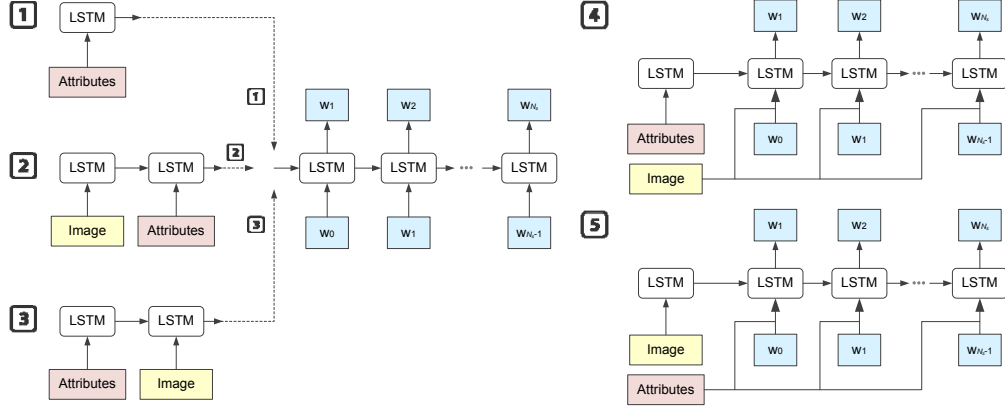 1
LSTM
Attributes
1
w1
w2
wNs
2
2
LSTM
LSTM
LSTM
LSTM
...
LSTM
Image
Attributes
3
w0
w1
wNs-1
3
LSTM
LSTM
Attributes
Image
4
w1
w2
wNs
LSTM
LSTM
LSTM
...
LSTM
Attributes
w0
w1
wNs-1
Image
5
w1
w2
wNs
LSTM
LSTM
LSTM
...
LSTM
Image
w0
w1
wNs-1
Attributes